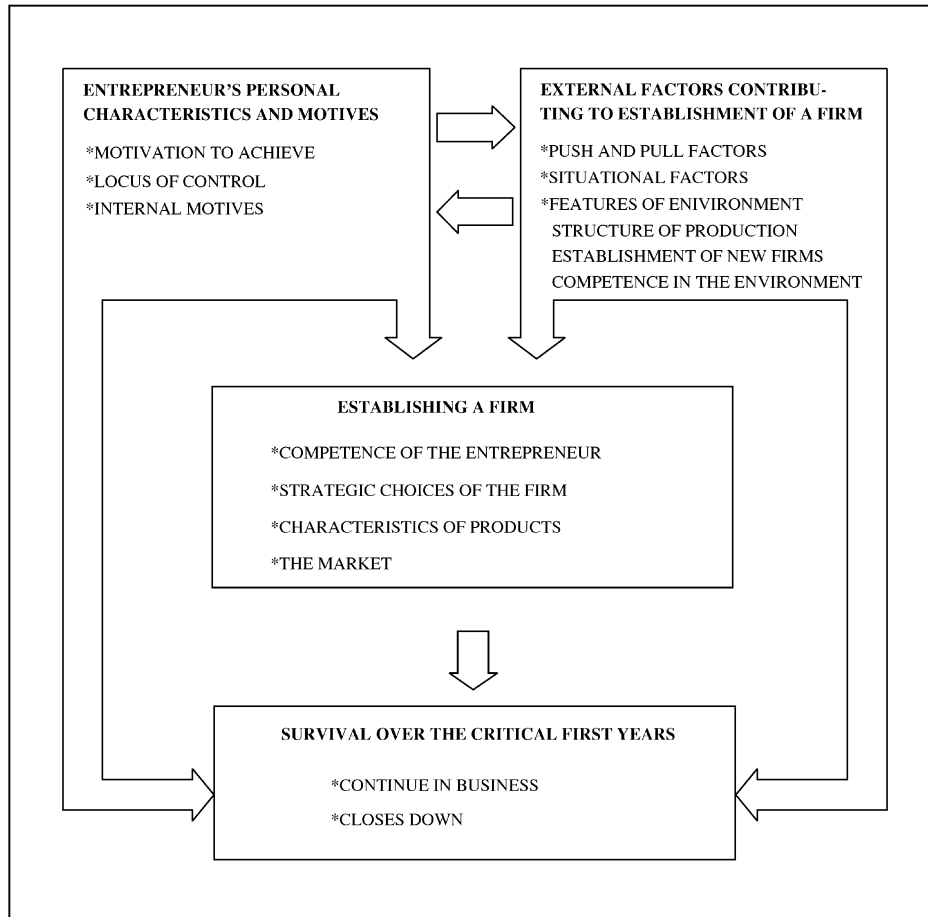 ENTREPRENEUR'S PERSONAL
CHARACTERISTICS AND MOTIVES
*MOTIVATION TO ACHIEVE
*LOCUS OF CONTROL
*INTERNAL MOTIVES
EXTERNAL FACTORS CONTRIBU-
TING TO ESTABLISHMENT OF A FIRM
*PUSH AND PULL FACTORS
*SITUATIONAL FACTORS
*FEATURES OF ENIVIRONMENT
STRUCTURE OF PRODUCTION
ESTABLISHMENT OF NEW FIRMS
COMPETENCE IN THE ENVIRONMENT
ESTABLISHING A FIRM
*COMPETENCE OF THE ENTREPRENEUR
*STRATEGIC CHOICES OF THE FIRM
*CHARACTERISTICS OF PRODUCTS
*THE MARKET
SURVIVAL OVER THE CRITICAL FIRST YEARS
*CONTINUE IN BUSINESS
*CLOSES DOWN